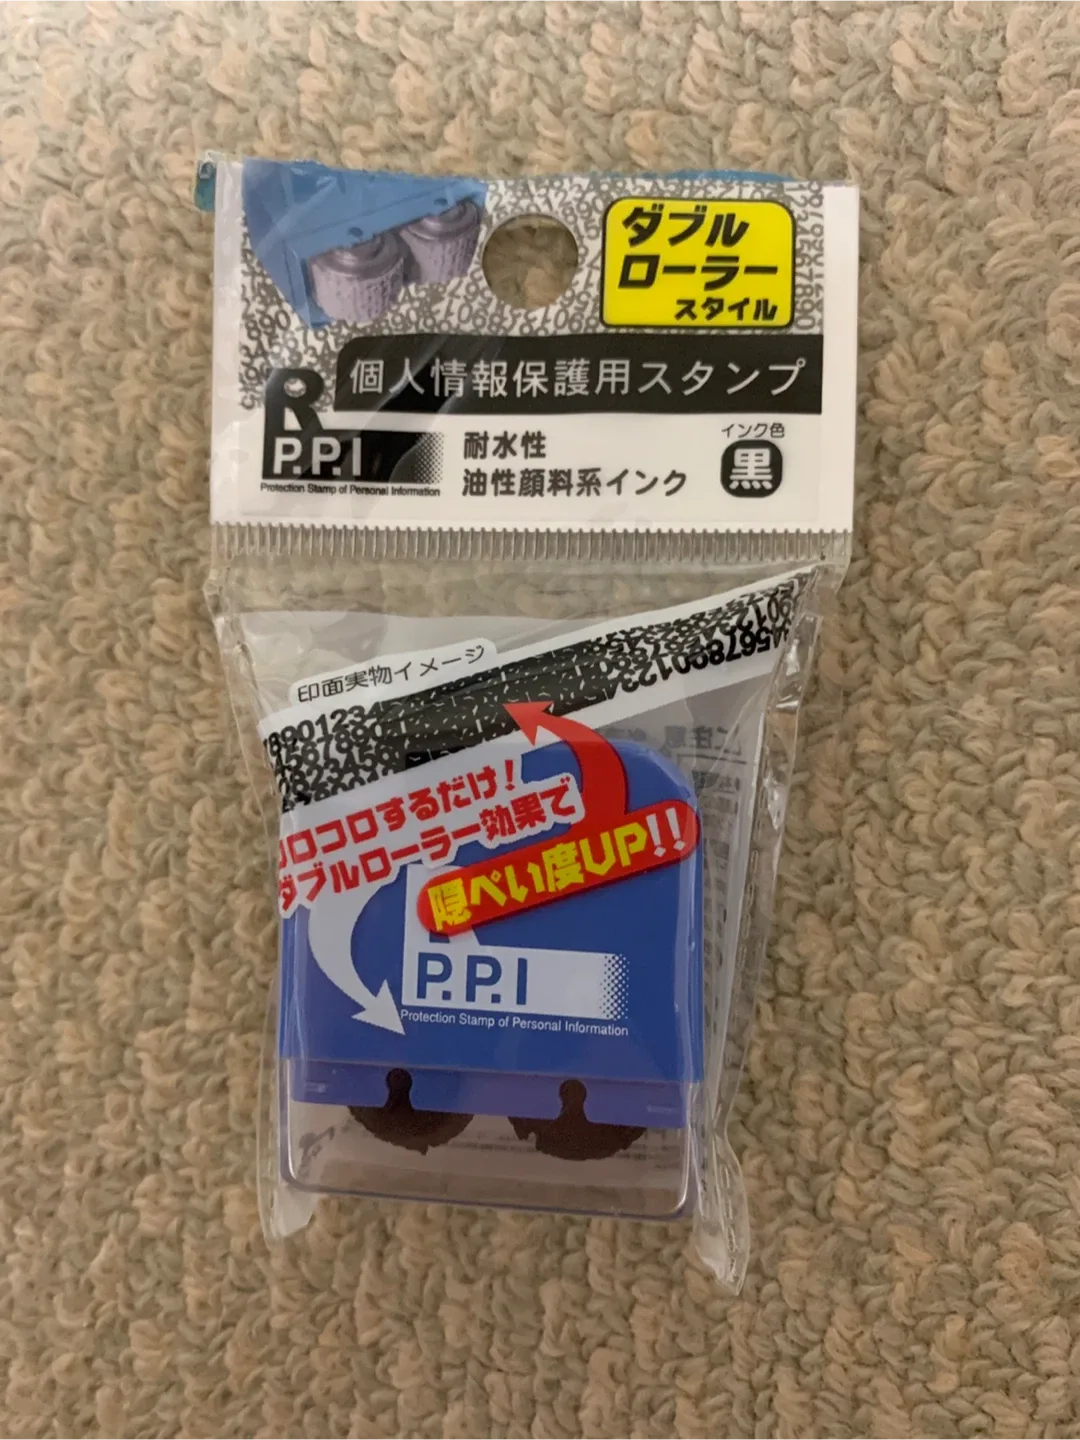 ダブル
ローラー
スタイル
個人情報保護用スタンプ
R
P.P.I
Protection Stamp of Personal Information
耐水性
油性顔料系インク
インク色
黒
印面実物イメージ
コロコロするだけ!
ダブルローラー効果で
隠ぺい度UP!!
P.P.I
Protection Stamp of Personal Information